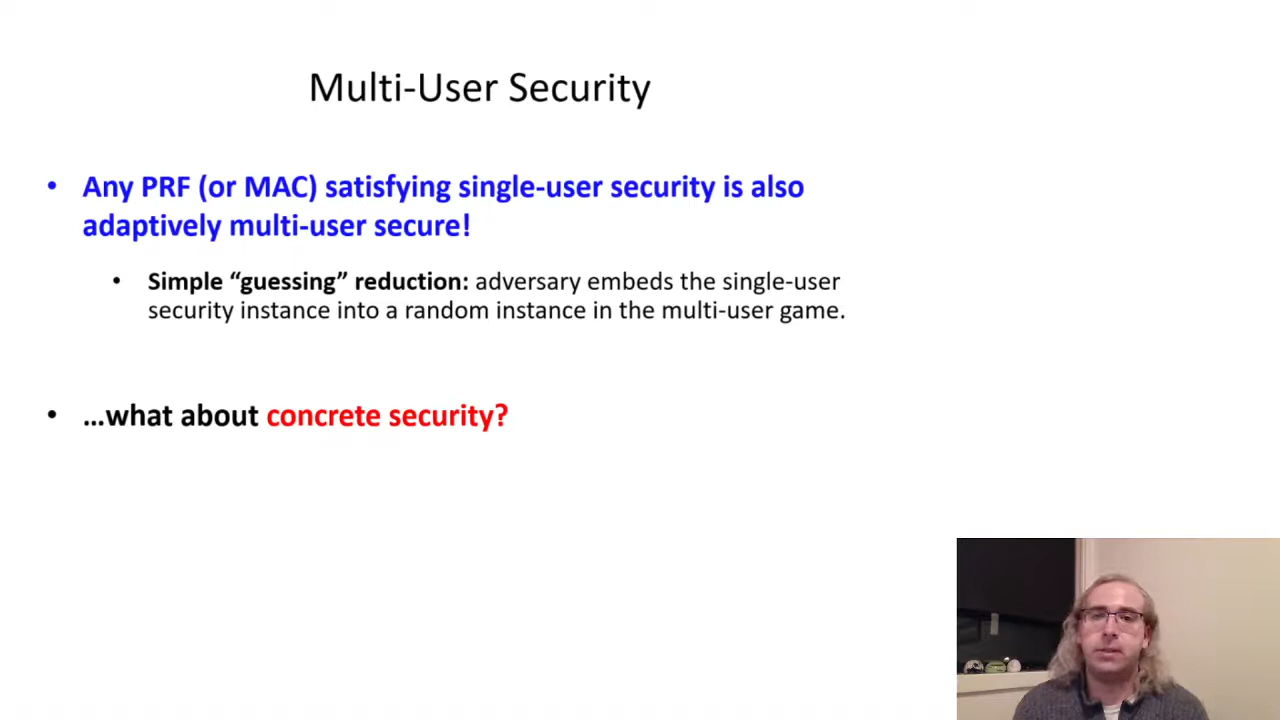 Multi-User Security
• Any PRF (or MAC) satisfying single-user security is also
adaptively multi-user secure!
• Simple “guessing” reduction: adversary embeds the single-user
security instance into a random instance in the multi-user game.
• …what about concrete security?